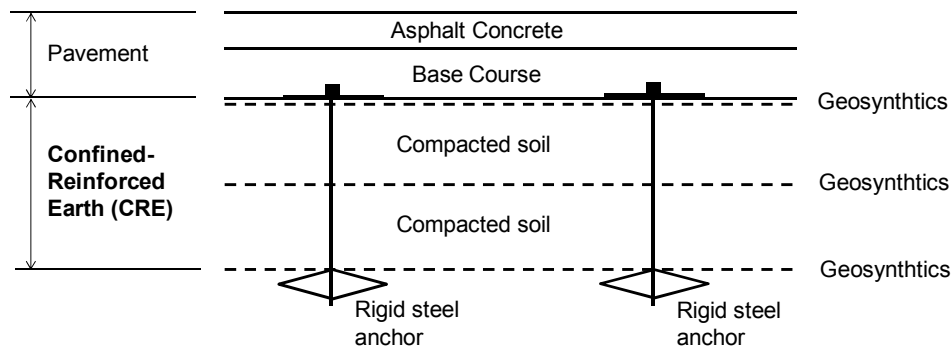 Asphalt Concrete
Pavement
Base Course
Geosynthtics
Compacted soil
Confined-
Reinforced
Earth (CRE)
Geosynthtics
Compacted soil
Geosynthtics
Rigid steel
anchor
Rigid steel
anchor